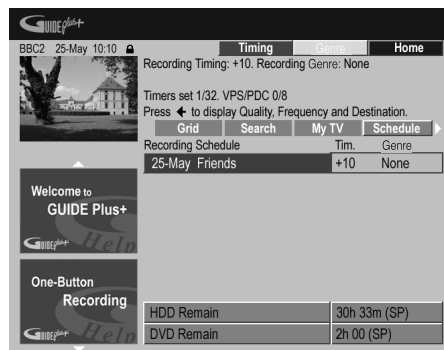 GUIDE Plus+
BBC2 25-May 10:10
Timing Genre Home
Recording Timing: +10. Recording Genre: None
Timers set 1/32. VPS/PDC 0/8
Press ← to display Quality, Frequency and Destination.
Grid Search My TV Schedule
Recording Schedule Tim. Genre
25-May Friends +10 None
Welcome to
GUIDE Plus+
GUIDE Plus+ Help
One-Button
Recording
GUIDE Plus+ Help
HDD Remain 30h 33m (SP)
DVD Remain 2h 00 (SP)